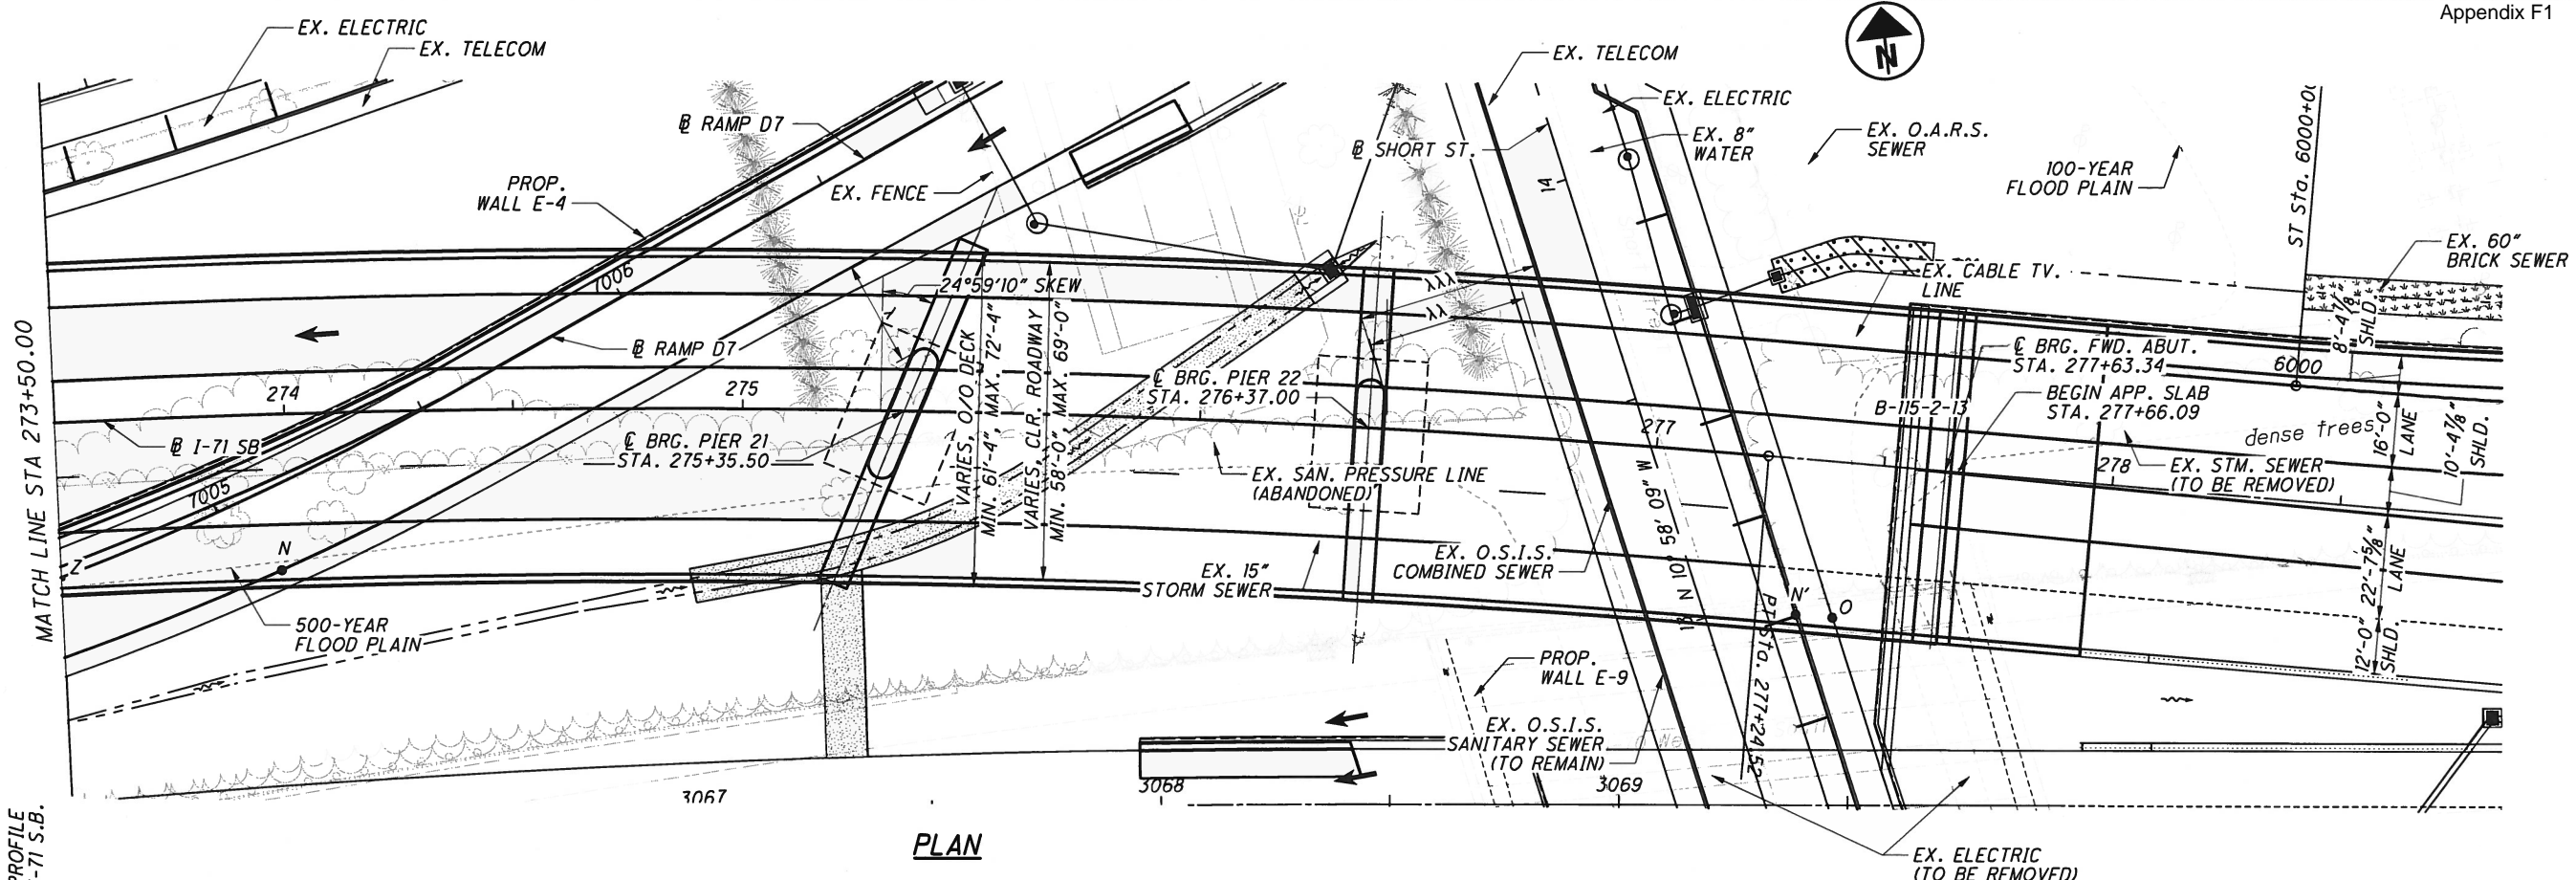 Appendix F1
EX. ELECTRIC
EX. TELECOM
EX. TELECOM
N
℄ RAMP D7
EX. ELECTRIC
EX. 8"
WATER
EX. O.A.R.S.
SEWER
℄ SHORT ST.
100-YEAR
FLOOD PLAIN
PROP.
WALL E-4
EX. FENCE
14
ST Sta. 6000+0
EX. 60"
BRICK SEWER
7006
24°59'10" SKEW
XXX
XX
EX. CABLE TV.
LINE
8'-4⅞"
SHLD.
℄ RAMP D7
VARIES, O/O DECK
MIN. 61'-4", MAX. 72'-4"
VARIES, CLR. ROADWAY
MIN. 58'-0", MAX. 69'-0"
℄ BRG. FWD. ABUT.
STA. 277+63.34
6000
274
275
℄ BRG. PIER 22
STA. 276+37.00
BEGIN APP. SLAB
STA. 277+66.09
B-115-2-13
16'-0"
LANE
10'-4⅞"
SHLD.
dense trees
277
℄ I-71 SB
℄ BRG. PIER 21
STA. 275+35.50
EX. SAN. PRESSURE LINE
(ABANDONED)
278
EX. STM. SEWER
(TO BE REMOVED)
7005
MATCH LINE STA 273+50.00
N
Z
EX. O.S.I.S.
COMBINED SEWER
EX. 15"
STORM SEWER
N 10° 58' 09" W
13
N'
O
22'-7⅝"
LANE
12'-0"
SHLD.
500-YEAR
FLOOD PLAIN
PT Sta. 277+24.52
PROP.
WALL E-9
EX. O.S.I.S.
SANITARY SEWER
(TO REMAIN)
3067
3068
3069
PROFILE
-71 S.B.
PLAN
EX. ELECTRIC
(TO BE REMOVED)